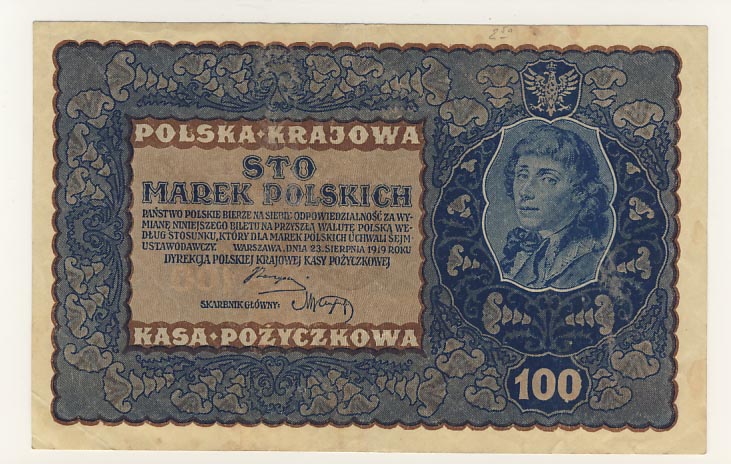 2 50
POLSKA·KRAJOWA
STO
MAREK POLSKICH
PAŃSTWO POLSKIE BIERZE NA SIEBIE ODPOWIEDZIALNOŚĆ ZA WY-
MIANĘ NINIEJSZEGO BILETU NA PRZYSZŁĄ WALUTĘ POLSKĄ WE-
DŁUG STOSUNKU, KTÓRY DLA MAREK POLSKICH UCHWALI SEJM
USTAWODAWCZY. WARSZAWA, DNIA 23. SIERPNIA 1919 ROKU
DYREKCJA POLSKIEJ KRAJOWEJ KASY POŻYCZKOWEJ
SKARBNIK GŁÓWNY:
KASA·POŻYCZKOWA
100